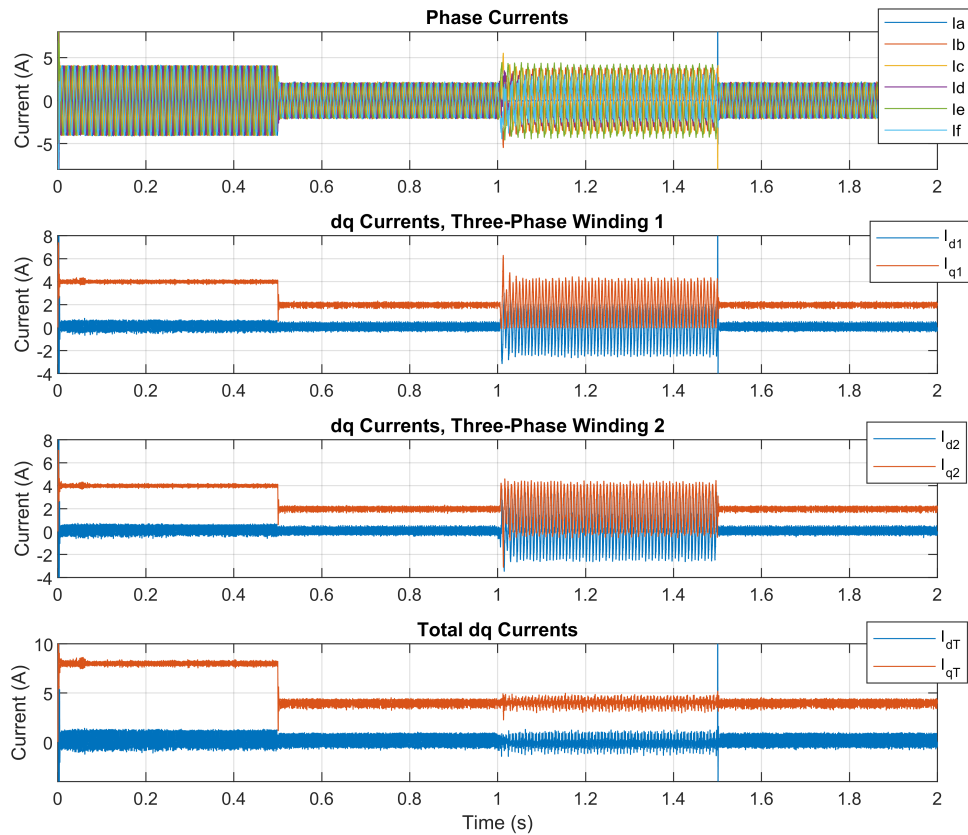 Phase Currents
Current (A)
5
0
-5
0 0.2 0.4 0.6 0.8 1 1.2 1.4 1.6 1.8 2
Ia
Ib
Ic
Id
Ie
If
dq Currents, Three-Phase Winding 1
Current (A)
8
6
4
2
0
-2
-4
0 0.2 0.4 0.6 0.8 1 1.2 1.4 1.6 1.8 2
I_d1
I_q1
dq Currents, Three-Phase Winding 2
Current (A)
8
6
4
2
0
-2
-4
0 0.2 0.4 0.6 0.8 1 1.2 1.4 1.6 1.8 2
I_d2
I_q2
Total dq Currents
Current (A)
10
5
0
0 0.2 0.4 0.6 0.8 1 1.2 1.4 1.6 1.8 2
I_dT
I_qT
Time (s)